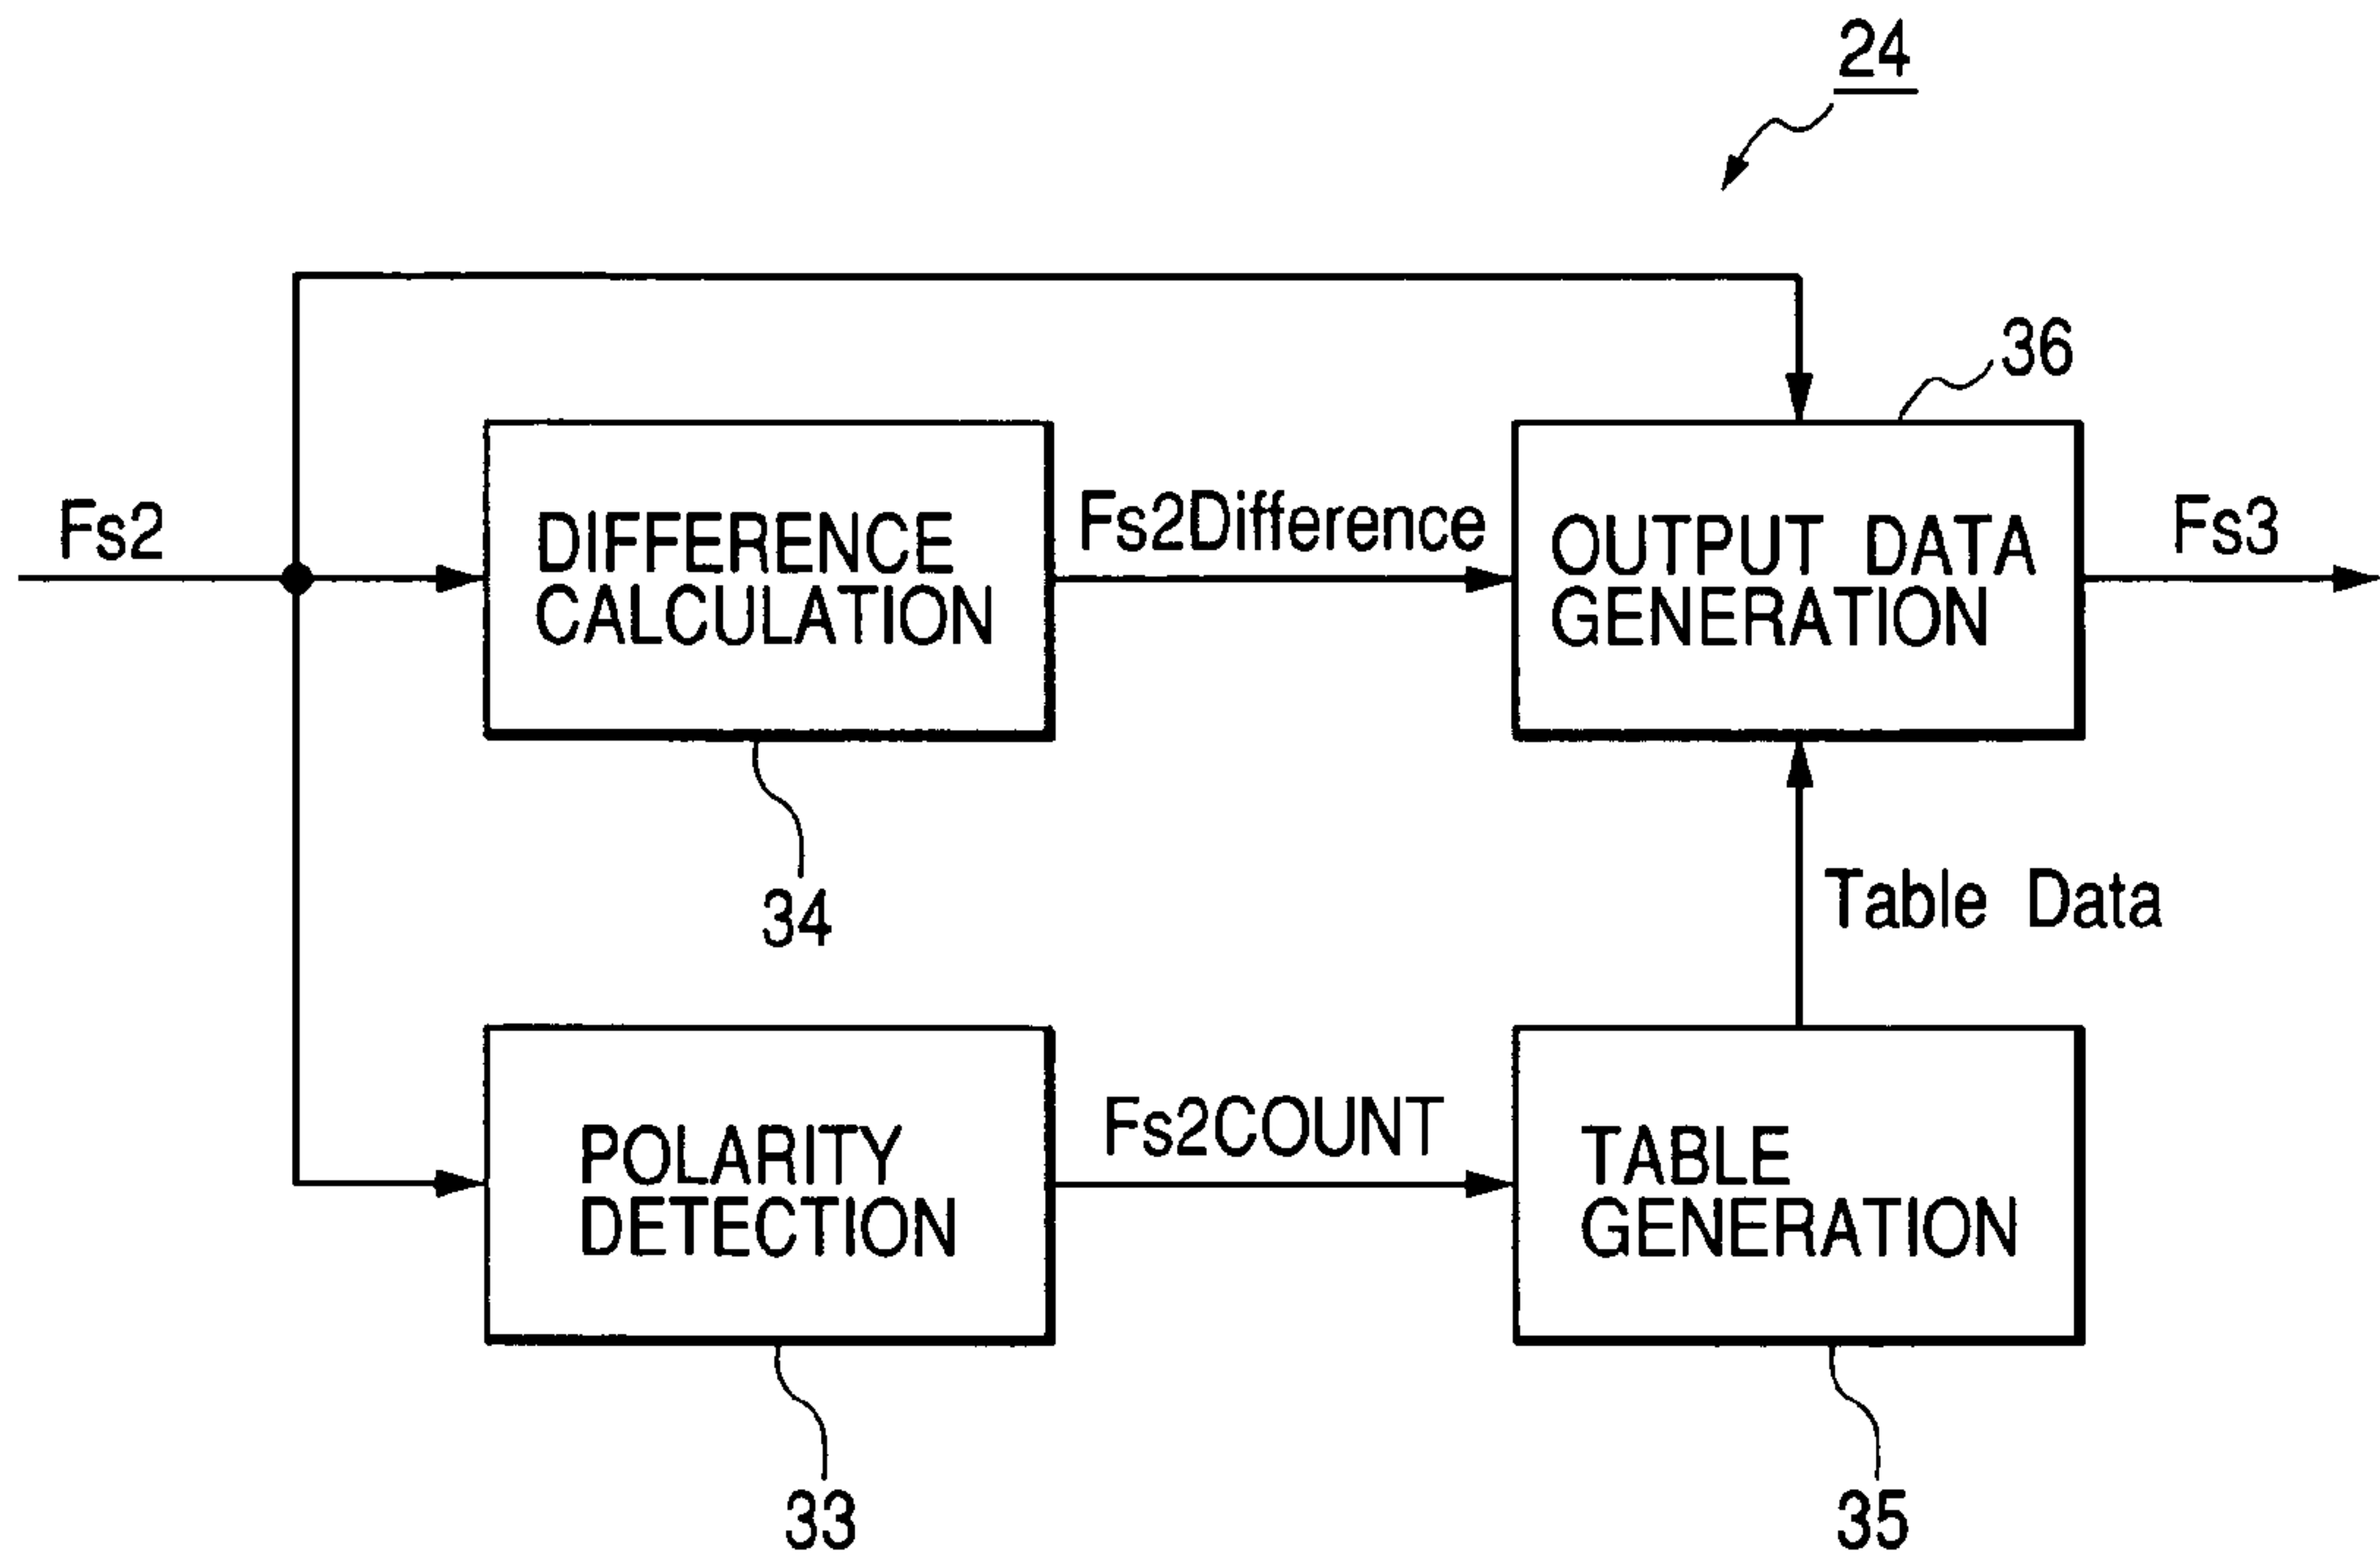 24
36
Fs2
DIFFERENCE
CALCULATION
Fs2Difference
OUTPUT DATA
GENERATION
Fs3
34
Table Data
POLARITY
DETECTION
Fs2COUNT
TABLE
GENERATION
33
35